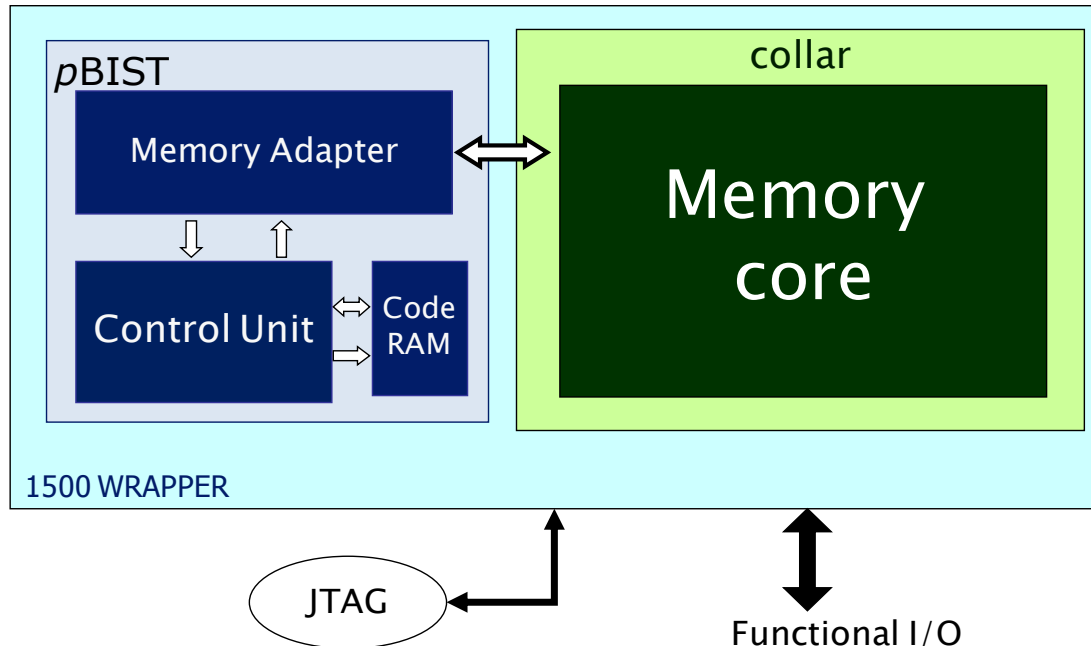 pBIST
collar
Memory Adapter
Memory
core
Control Unit
Code
RAM
1500 WRAPPER
JTAG
Functional I/O